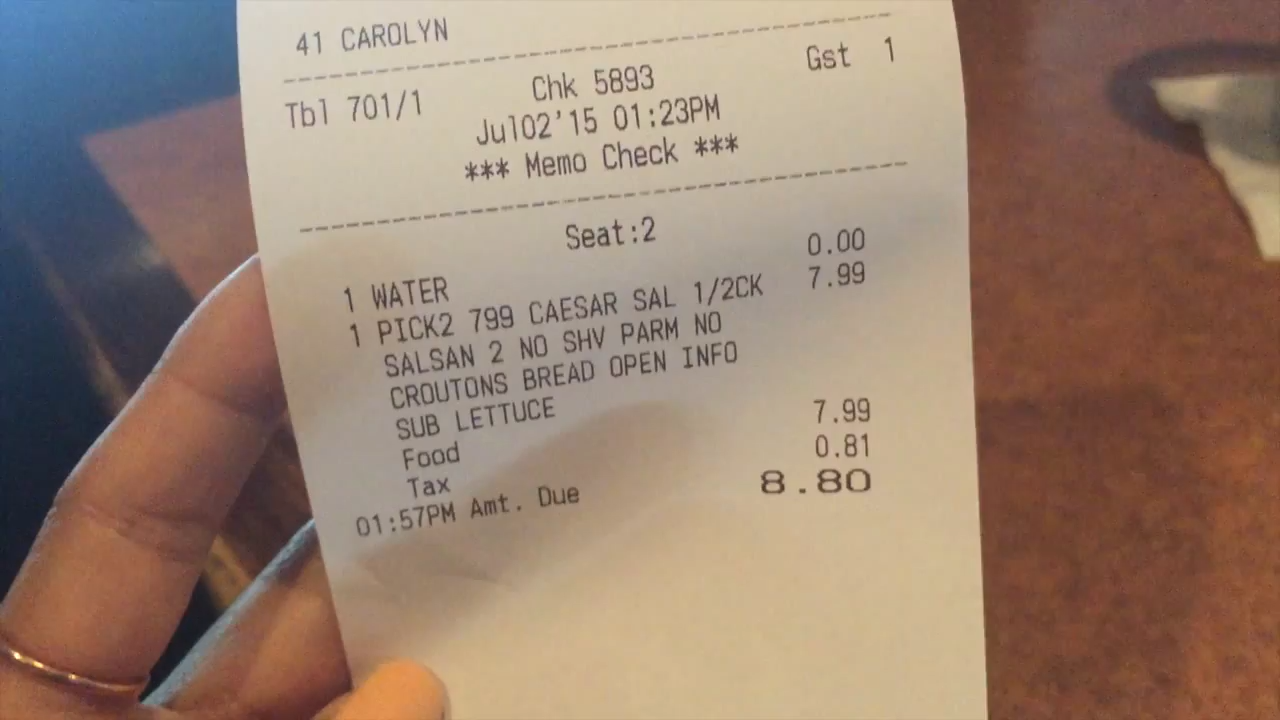 41 CAROLYN
Tbl 701/1 Chk 5893 Gst 1
Jul02'15 01:23PM
*** Memo Check ***
Seat:2
1 WATER 0.00
1 PICK2 799 CAESAR SAL 1/2CK 7.99
SALSAN 2 NO SHV PARM NO
CROUTONS BREAD OPEN INFO
SUB LETTUCE
Food 7.99
Tax 0.81
01:57PM Amt. Due 8.80